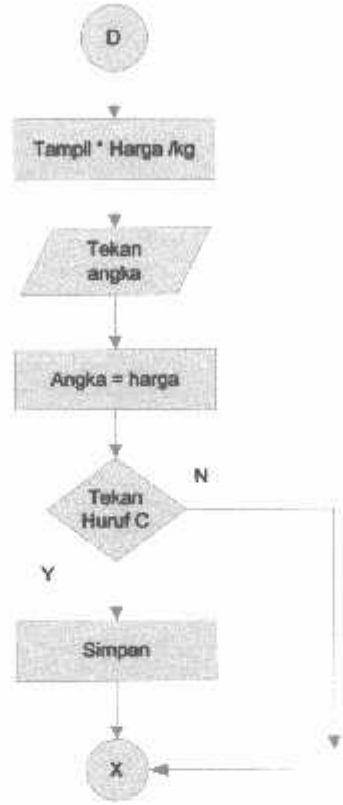 D
Tampil * Harga /kg
Tekan
angka
Angka = harga
Tekan
Huruf C
N
Y
Simpan
X